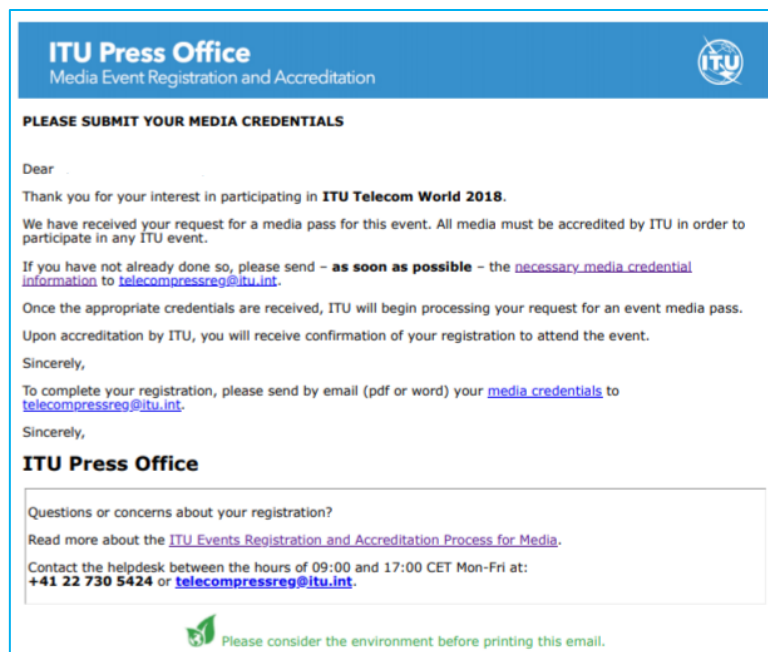 ITU Press Office
Media Event Registration and Accreditation
ITU
PLEASE SUBMIT YOUR MEDIA CREDENTIALS
Dear
Thank you for your interest in participating in ITU Telecom World 2018.
We have received your request for a media pass for this event. All media must be accredited by ITU in order to
participate in any ITU event.
If you have not already done so, please send – as soon as possible – the necessary media credential
information to telecompressreg@itu.int.
Once the appropriate credentials are received, ITU will begin processing your request for an event media pass.
Upon accreditation by ITU, you will receive confirmation of your registration to attend the event.
Sincerely,
To complete your registration, please send by email (pdf or word) your media credentials to
telecompressreg@itu.int.
Sincerely,
ITU Press Office
Questions or concerns about your registration?
Read more about the ITU Events Registration and Accreditation Process for Media.
Contact the helpdesk between the hours of 09:00 and 17:00 CET Mon-Fri at:
+41 22 730 5424 or telecompressreg@itu.int.
Please consider the environment before printing this email.